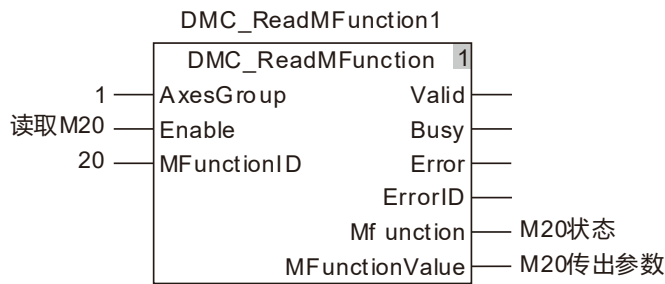 DMC_ReadMFunction1
DMC_ReadMFunction 1
1 AxesGroup Valid
读取M20 Enable Busy
20 MFunctionID Error
ErrorID
Mf unction M20状态
MFunctionValue M20传出参数